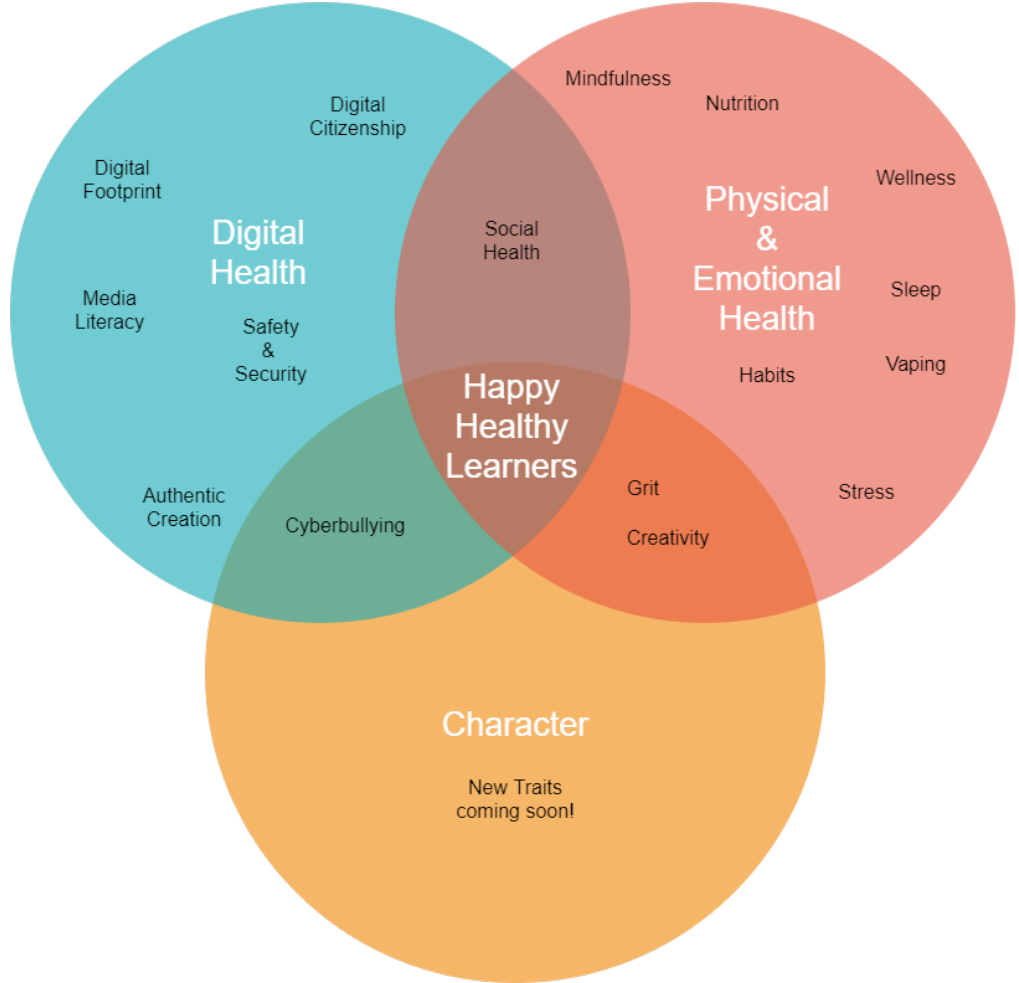 Digital
Citizenship
Digital
Footprint
Digital
Health
Media
Literacy
Safety
&
Security
Authentic
Creation
Social
Health
Mindfulness
Nutrition
Wellness
Physical
&
Emotional
Health
Sleep
Vaping
Habits
Stress
Happy
Healthy
Learners
Cyberbullying
Grit
Creativity
Character
New Traits
coming soon!